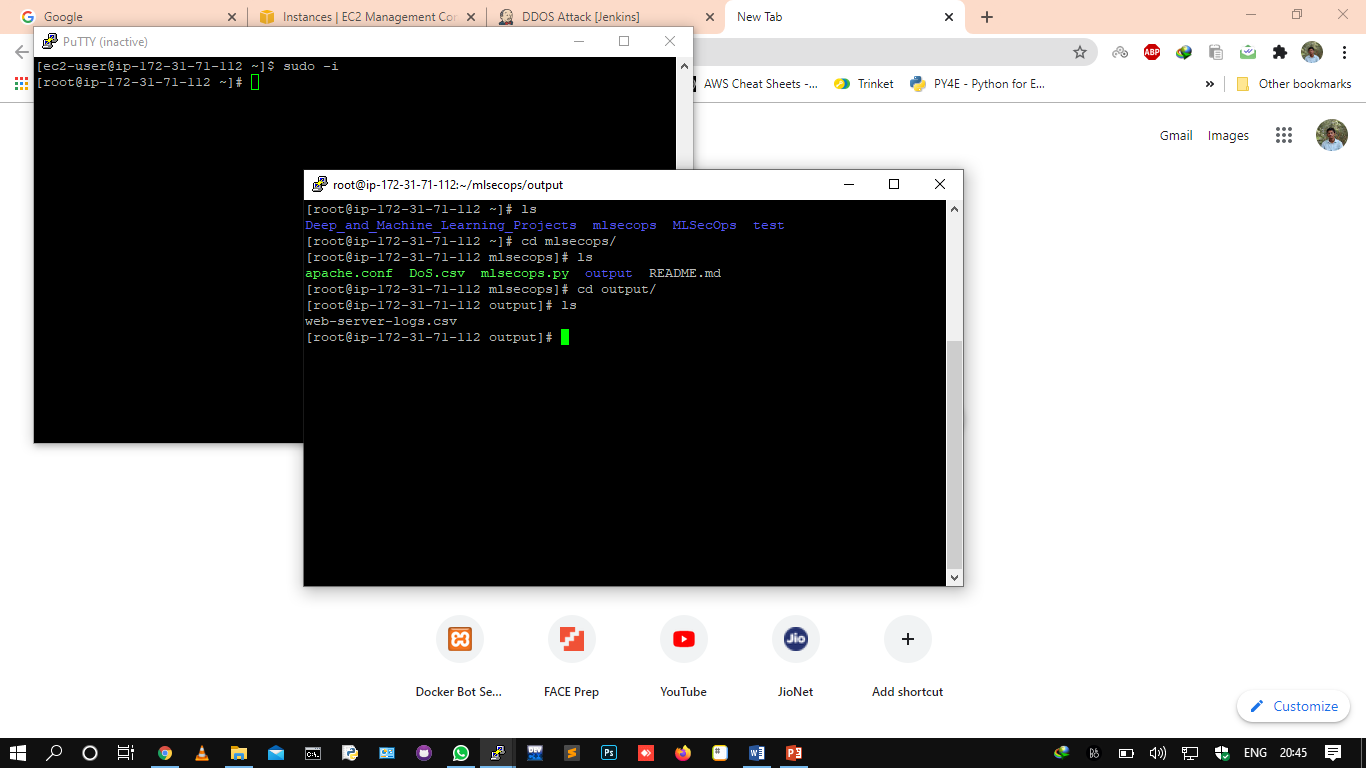 Google
Instances | EC2 Management Con
DDOS Attack [Jenkins]
New Tab
PuTTY (inactive)
[ec2-user@ip-172-31-71-112 ~]$ sudo -i
[root@ip-172-31-71-112 ~]#
ABP
AWS Cheat Sheets -...
Trinket
PY4E - Python for E...
»
Other bookmarks
Gmail
Images
root@ip-172-31-71-112:~/mlsecops/output
[root@ip-172-31-71-112 ~]# ls
Deep_and_Machine_Learning_Projects mlsecops MLSecOps test
[root@ip-172-31-71-112 ~]# cd mlsecops/
[root@ip-172-31-71-112 mlsecops]# ls
apache.conf DoS.csv mlsecops.py output README.md
[root@ip-172-31-71-112 mlsecops]# cd output/
[root@ip-172-31-71-112 output]# ls
web-server-logs.csv
[root@ip-172-31-71-112 output]#
Jio
Docker Bot Se...
FACE Prep
YouTube
JioNet
Add shortcut
Customize
Ps
ENG
20:45